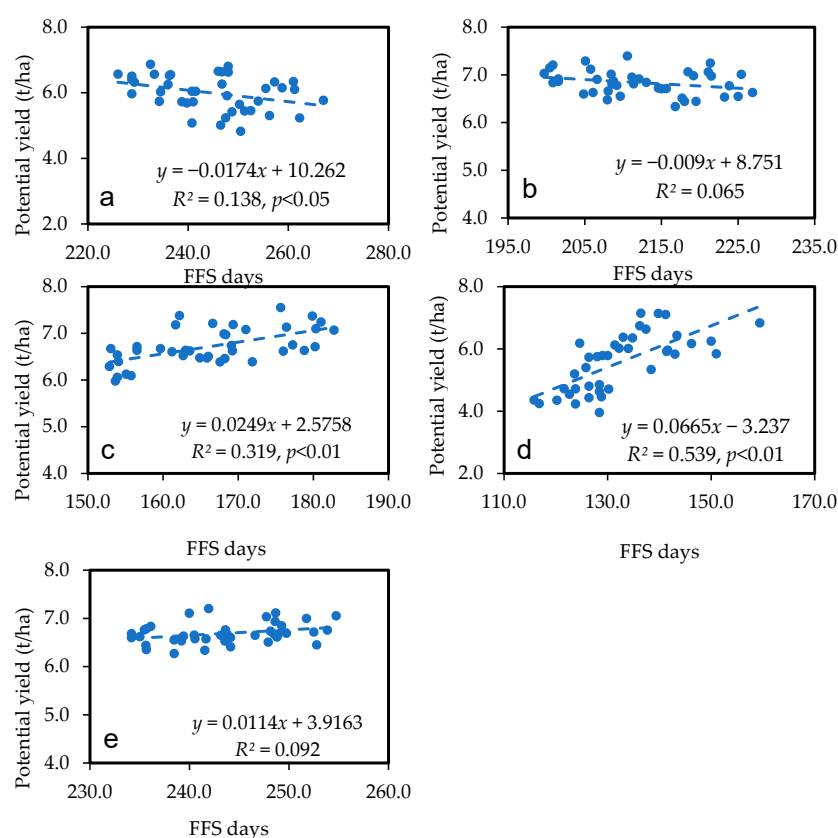 8.0
6.0
4.0
2.0
Potential yield (t/ha)
y = −0.0174x + 10.262
R² = 0.138, p<0.05
a
220.0 240.0 260.0 280.0
FFS days
8.0
7.0
6.0
5.0
4.0
Potential yield (t/ha)
y = −0.009x + 8.751
R² = 0.065
b
195.0 205.0 215.0 225.0 235.0
FFS days
8.0
7.0
6.0
5.0
4.0
Potential yield (t/ha)
y = 0.0249x + 2.5758
R² = 0.319, p<0.01
c
150.0 160.0 170.0 180.0 190.0
FFS days
8.0
6.0
4.0
2.0
Potential yield (t/ha)
y = 0.0665x − 3.237
R² = 0.539, p<0.01
d
110.0 130.0 150.0 170.0
FFS days
8.0
7.0
6.0
5.0
4.0
Potential yield (t/ha)
y = 0.0114x + 3.9163
R² = 0.092
e
230.0 240.0 250.0 260.0
FFS days